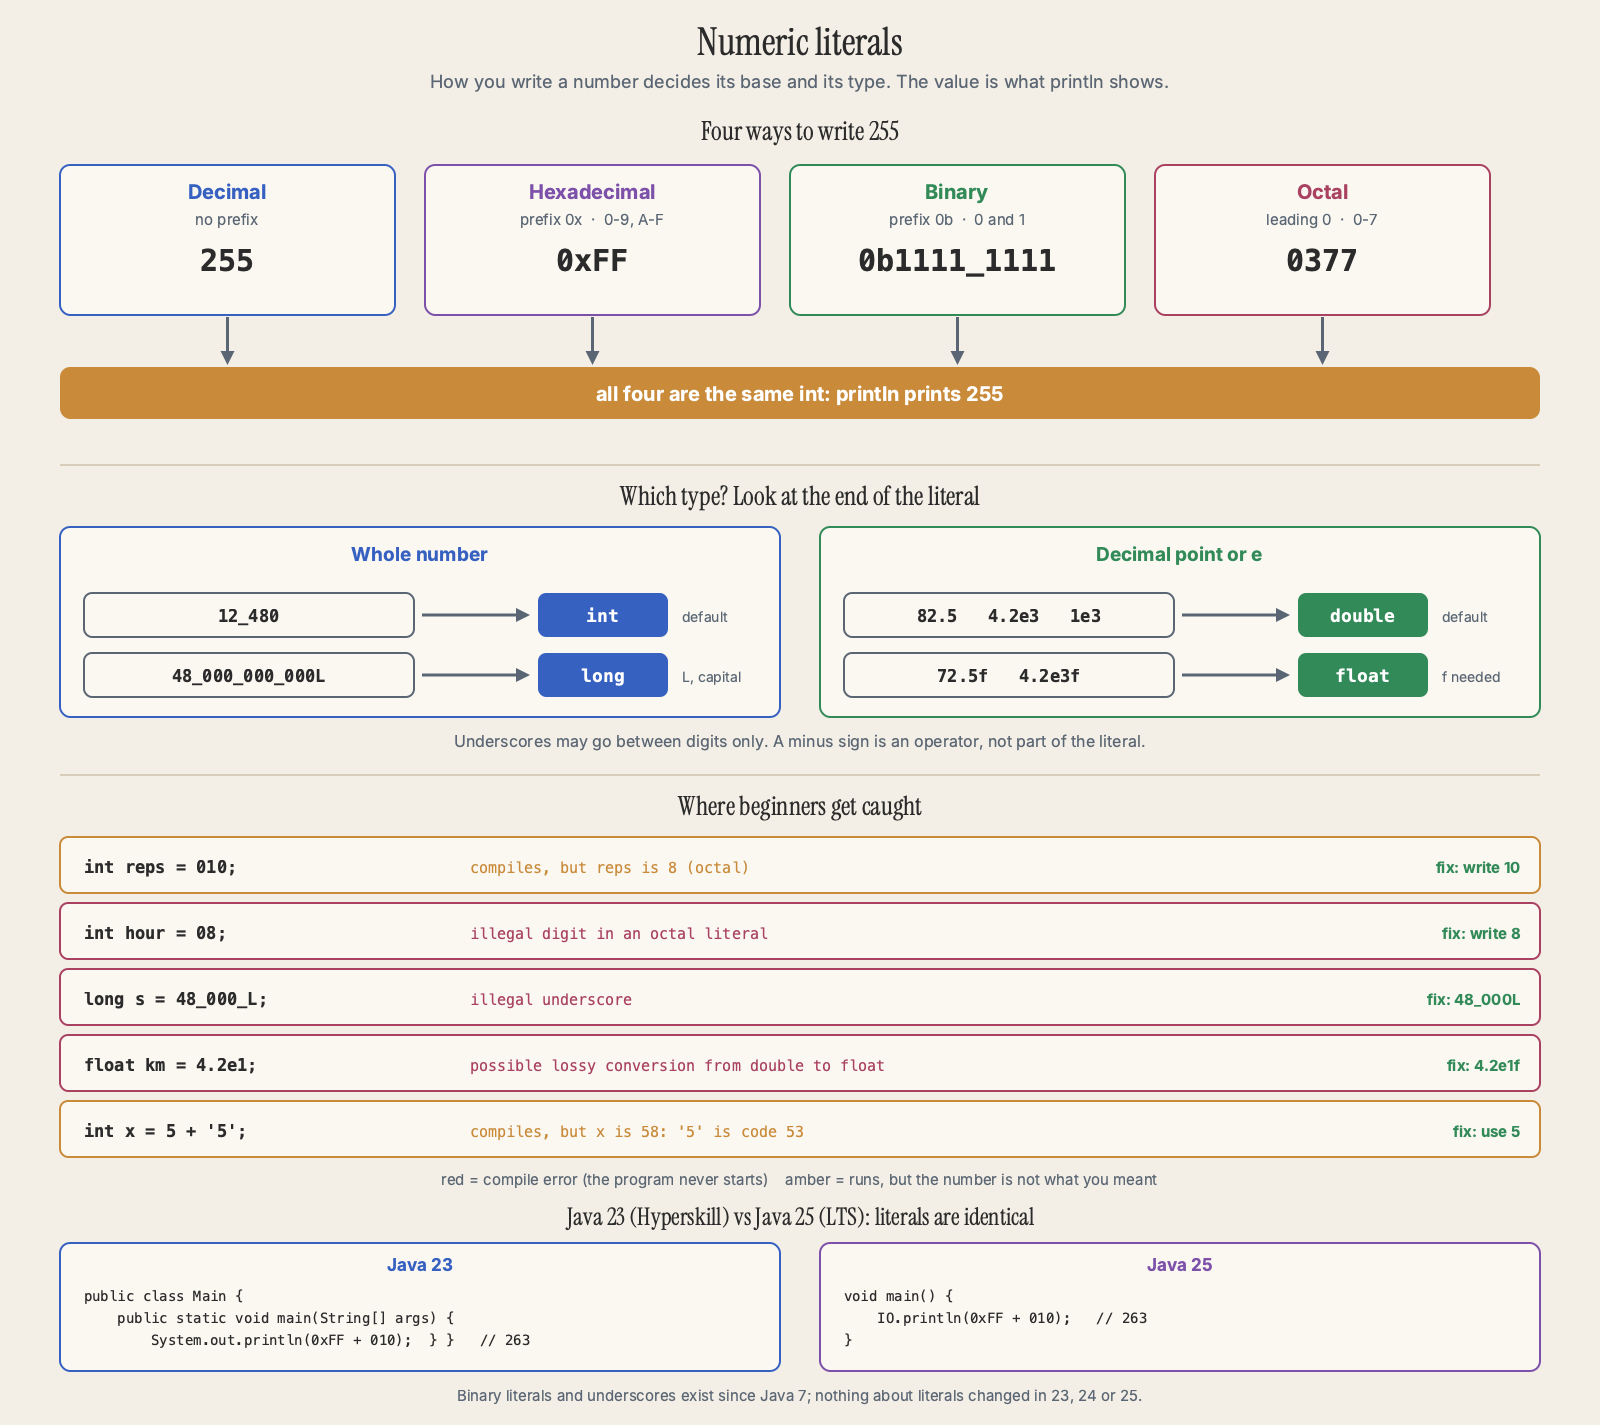 Numeric literals
How you write a number decides its base and its type. The value is what println shows.
Four ways to write 255
Decimal
no prefix
255
Hexadecimal
prefix 0x · 0-9, A-F
0xFF
Binary
prefix 0b · 0 and 1
0b1111_1111
Octal
leading 0 · 0-7
0377
all four are the same int: println prints 255
Which type? Look at the end of the literal
Whole number
12_480
int
default
48_000_000_000L
long
L, capital
Decimal point or e
82.5 4.2e3 1e3
double
default
72.5f 4.2e3f
float
f needed
Underscores may go between digits only. A minus sign is an operator, not part of the literal.
Where beginners get caught
int reps = 010; compiles, but reps is 8 (octal) fix: write 10
int hour = 08; illegal digit in an octal literal fix: write 8
long s = 48_000_L; illegal underscore fix: 48_000L
float km = 4.2e1; possible lossy conversion from double to float fix: 4.2e1f
int x = 5 + '5'; compiles, but x is 58: '5' is code 53 fix: use 5
red = compile error (the program never starts) amber = runs, but the number is not what you meant
Java 23 (Hyperskill) vs Java 25 (LTS): literals are identical
Java 23
public class Main {
    public static void main(String[] args) {
        System.out.println(0xFF + 010); } } // 263
Java 25
void main() {
    IO.println(0xFF + 010); // 263
}
Binary literals and underscores exist since Java 7; nothing about literals changed in 23, 24 or 25.